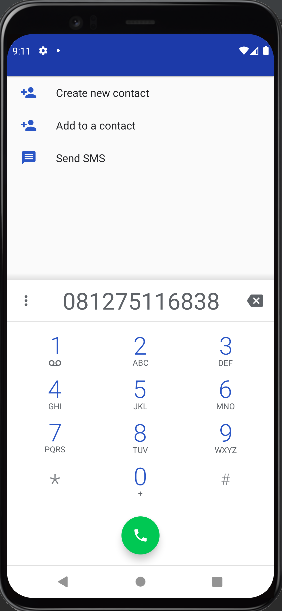 9:11
Create new contact
Add to a contact
Send SMS
081275116838
1 2 3
ABC DEF
4 5 6
GHI JKL MNO
7 8 9
PQRS TUV WXYZ
* 0 #
+